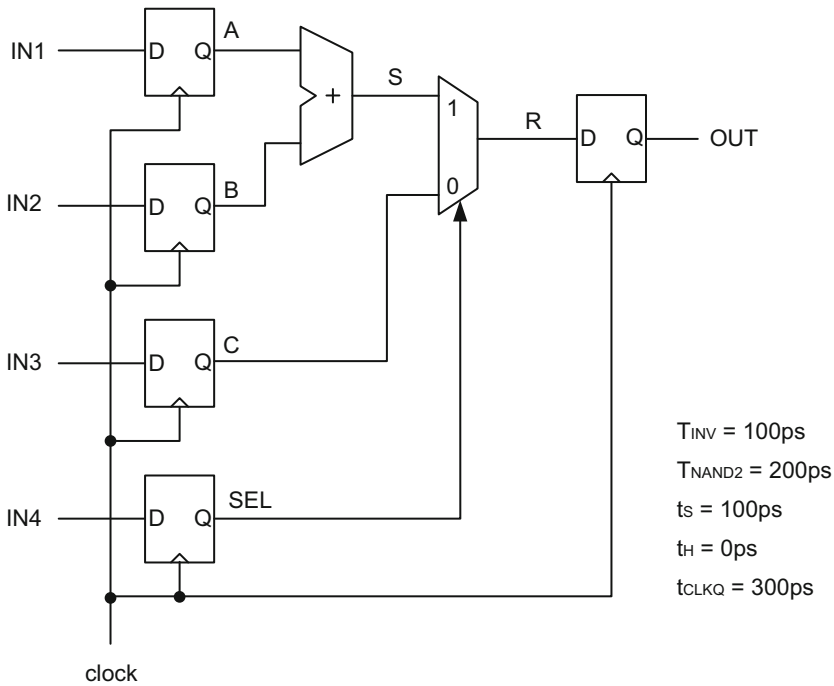 IN1
D
Q
A
+
S
1
0
R
D
Q
OUT
IN2
D
Q
B
IN3
D
Q
C
IN4
D
Q
SEL
TINV = 100ps
TNAND2 = 200ps
tS = 100ps
tH = 0ps
tCLKQ = 300ps
clock